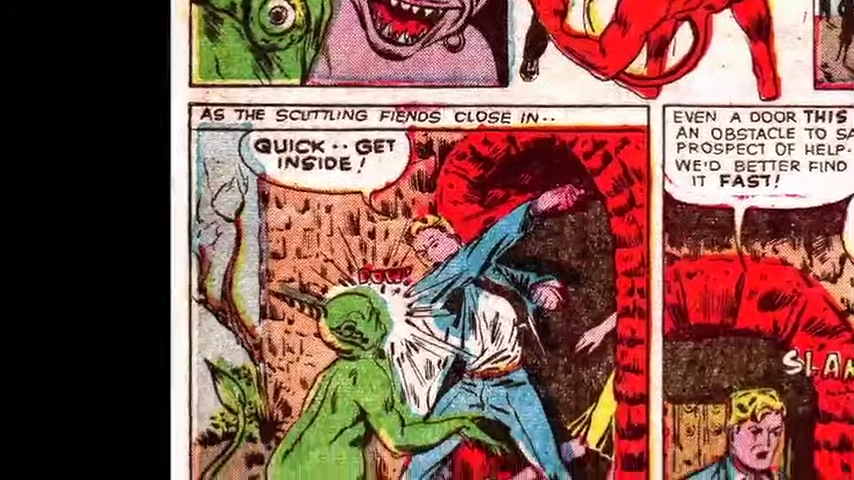 AS THE SCUTTLING FIENDS CLOSE IN..
QUICK.. GET
INSIDE!
POW!
EVEN A DOOR THIS
AN OBSTACLE TO SA
PROSPECT OF HELP-
WE'D BETTER FIND
IT FAST!
SLAM